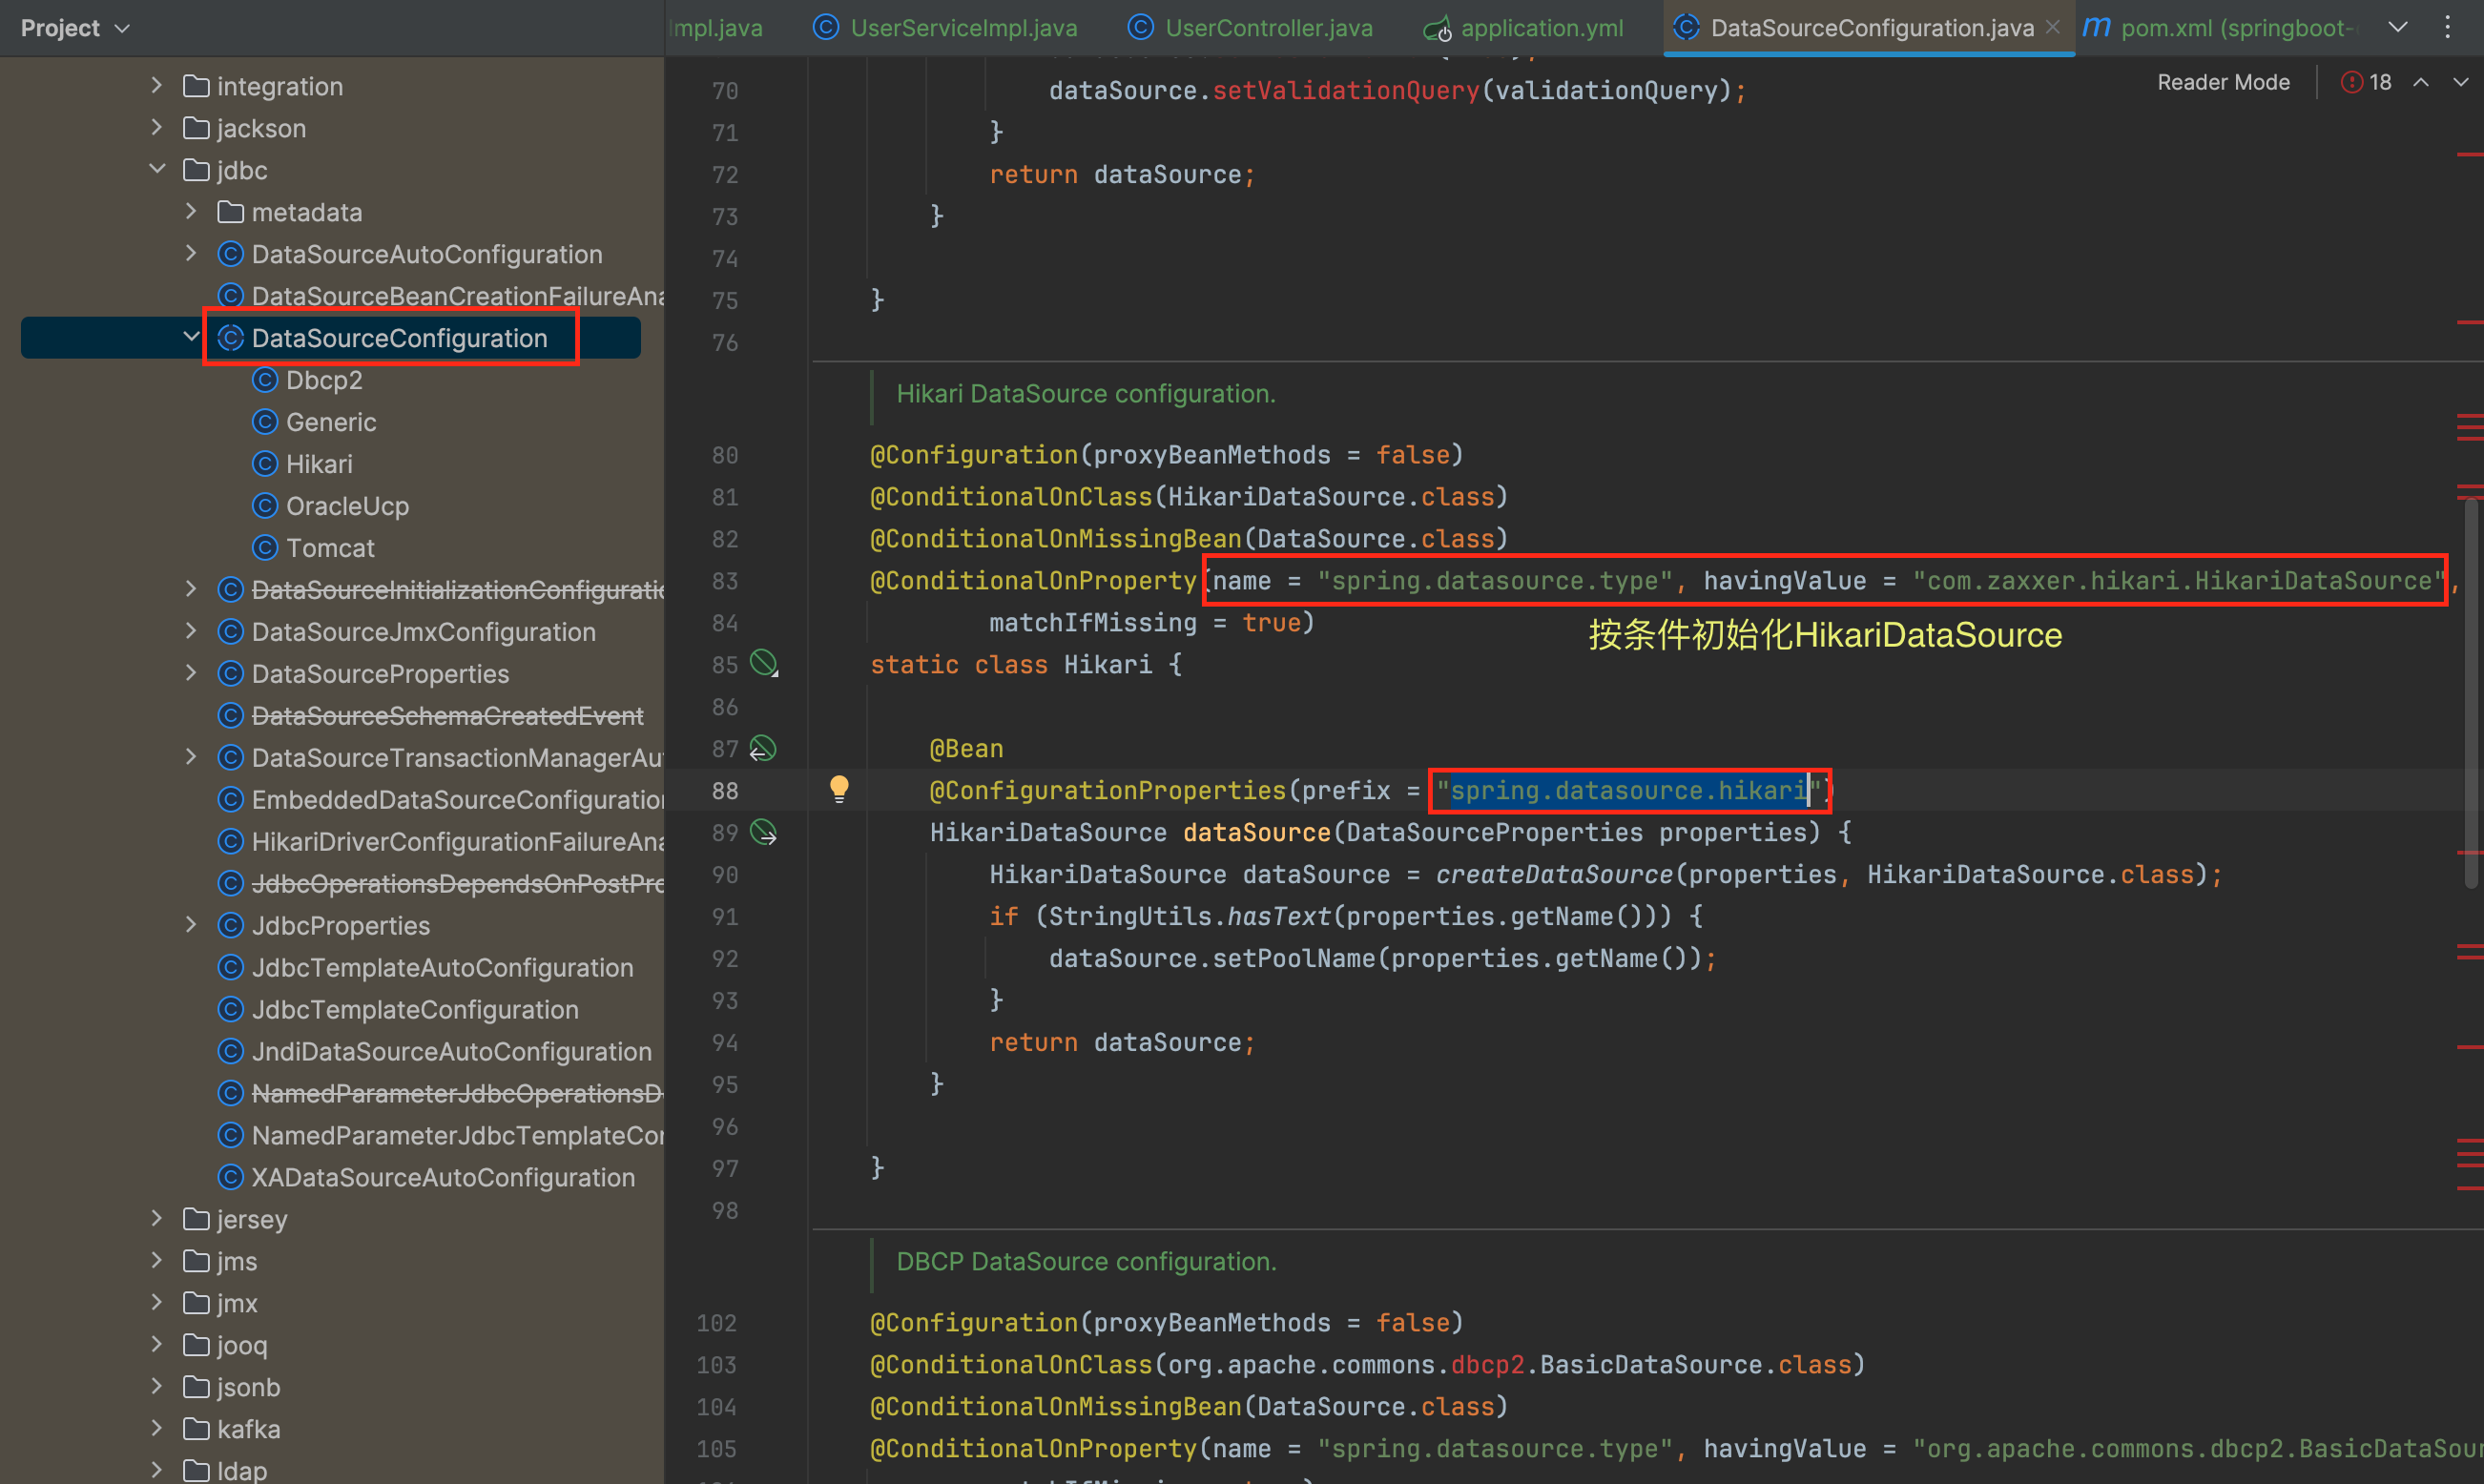 Project
Impl.java
UserServiceImpl.java
UserController.java
application.yml
DataSourceConfiguration.java
pom.xml (springboot-
Reader Mode
18
integration
jackson
jdbc
metadata
DataSourceAutoConfiguration
DataSourceBeanCreationFailureAna
DataSourceConfiguration
Dbcp2
Generic
Hikari
OracleUcp
Tomcat
DataSourceInitializationConfiguratio
DataSourceJmxConfiguration
DataSourceProperties
DataSourceSchemaCreatedEvent
DataSourceTransactionManagerAu
EmbeddedDataSourceConfiguration
HikariDriverConfigurationFailureAna
JdbcOperationsDependsOnPostPro
JdbcProperties
JdbcTemplateAutoConfiguration
JdbcTemplateConfiguration
JndiDataSourceAutoConfiguration
NamedParameterJdbcOperationsD
NamedParameterJdbcTemplateCo
XADataSourceAutoConfiguration
jersey
jms
jmx
jooq
jsonb
kafka
ldap
70 dataSource.setValidationQuery(validationQuery);
71 }
72 return dataSource;
73 }
74
75 }
76
Hikari DataSource configuration.
80 @Configuration(proxyBeanMethods = false)
81 @ConditionalOnClass(HikariDataSource.class)
82 @ConditionalOnMissingBean(DataSource.class)
83 @ConditionalOnProperty(name = "spring.datasource.type", havingValue = "com.zaxxer.hikari.HikariDataSource",
84 matchIfMissing = true)
按条件初始化HikariDataSource
85 static class Hikari {
86
87 @Bean
88 @ConfigurationProperties(prefix = "spring.datasource.hikari")
89 HikariDataSource dataSource(DataSourceProperties properties) {
90 HikariDataSource dataSource = createDataSource(properties, HikariDataSource.class);
91 if (StringUtils.hasText(properties.getName())) {
92 dataSource.setPoolName(properties.getName());
93 }
94 return dataSource;
95 }
96
97 }
98
DBCP DataSource configuration.
102 @Configuration(proxyBeanMethods = false)
103 @ConditionalOnClass(org.apache.commons.dbcp2.BasicDataSource.class)
104 @ConditionalOnMissingBean(DataSource.class)
105 @ConditionalOnProperty(name = "spring.datasource.type", havingValue = "org.apache.commons.dbcp2.BasicDataSour